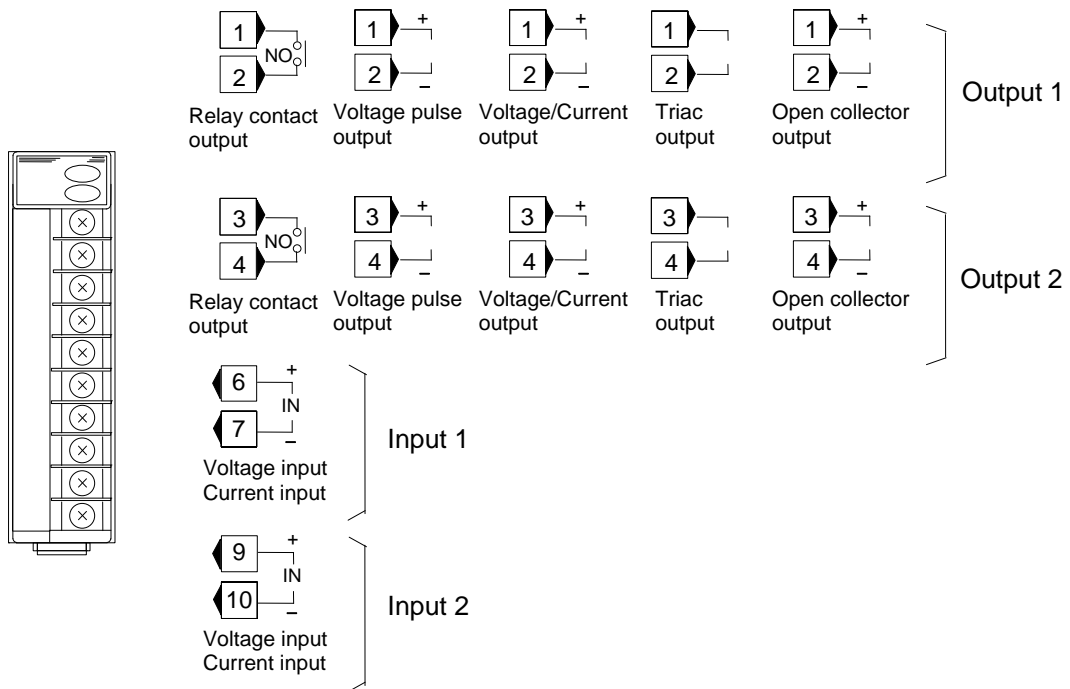 1 + 1 + 1 + 1 1 +
NO
2 2 – 2 – 2 2 –
Relay contact output
Voltage pulse output
Voltage/Current output
Triac output
Open collector output
Output 1
3 + 3 + 3 + 3 3 +
NO
4 4 – 4 – 4 4 –
Relay contact output
Voltage pulse output
Voltage/Current output
Triac output
Open collector output
Output 2
6 +
IN
7 –
Voltage input
Current input
Input 1
9 +
IN
10 –
Voltage input
Current input
Input 2